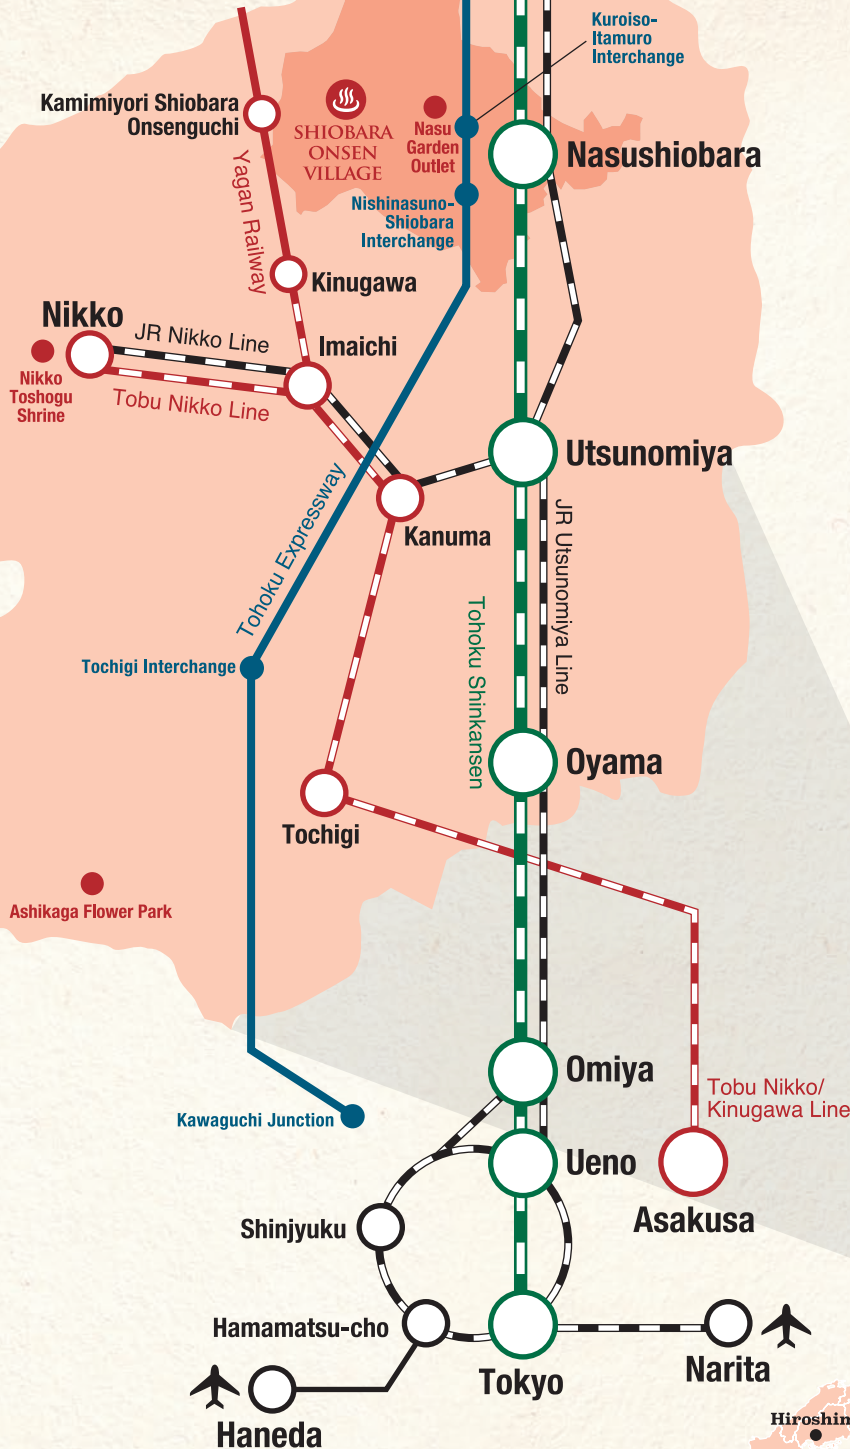 Kuroiso-
Itamuro
Interchange
Kamimiyori Shiobara
Onsenguchi
SHIOBARA
ONSEN
VILLAGE
Nasu
Garden
Outlet
Nasushiobara
Yagan Railway
Nishinasuno-
Shiobara
Interchange
Kinugawa
Nikko
JR Nikko Line
Imaichi
Nikko
Toshogu
Shrine
Tobu Nikko Line
Utsunomiya
Tohoku Expressway
Kanuma
JR Utsunomiya Line
Tohoku Shinkansen
Tochigi Interchange
Oyama
Tochigi
Ashikaga Flower Park
Omiya
Tobu Nikko/
Kinugawa Line
Kawaguchi Junction
Ueno
Asakusa
Shinjyuku
Hamamatsu-cho
Tokyo
Narita
Haneda
Hiroshim